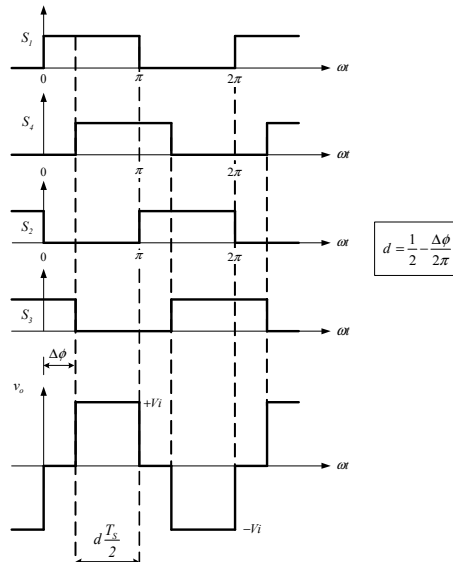 S₁
0 π 2π ωt
S₄
0 π 2π ωt
S₂
0 π 2π ωt
d = 1/2 − Δϕ/2π
S₃
ωt
Δϕ
vₒ
+Vi
ωt
−Vi
d Tₛ/2